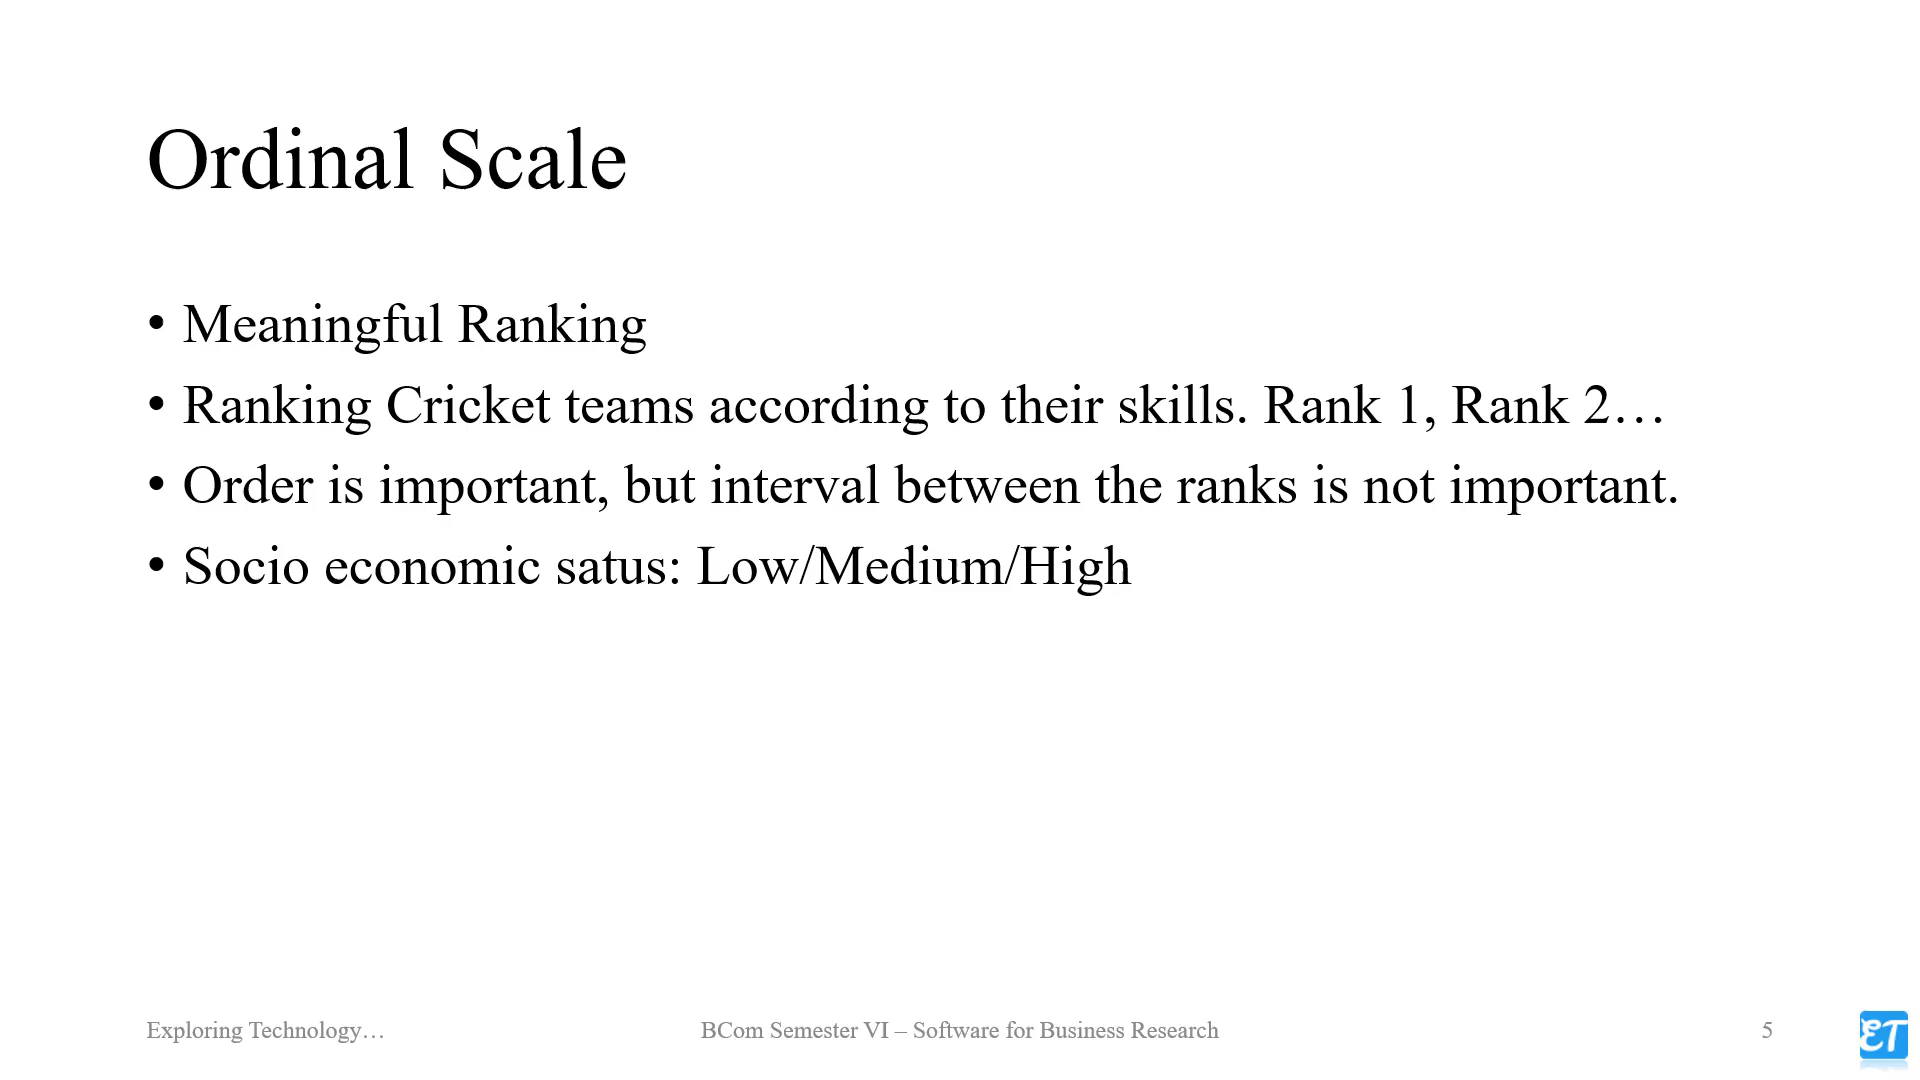 Ordinal Scale
• Meaningful Ranking
• Ranking Cricket teams according to their skills. Rank 1, Rank 2…
• Order is important, but interval between the ranks is not important.
• Socio economic satus: Low/Medium/High
Exploring Technology…
BCom Semester VI – Software for Business Research
5
ET